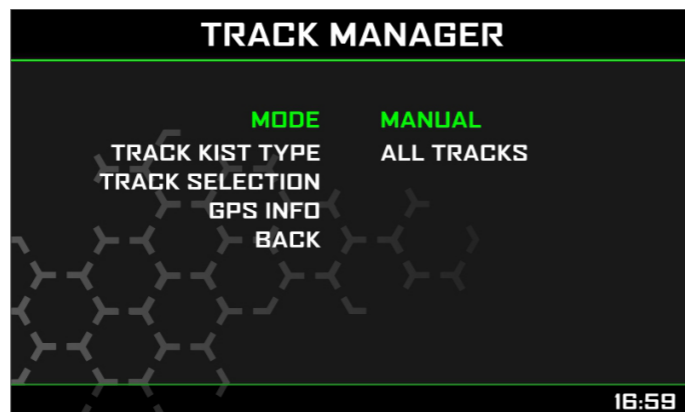 TRACK MANAGER
MODE MANUAL
TRACK KIST TYPE ALL TRACKS
TRACK SELECTION
GPS INFO
BACK
16:59